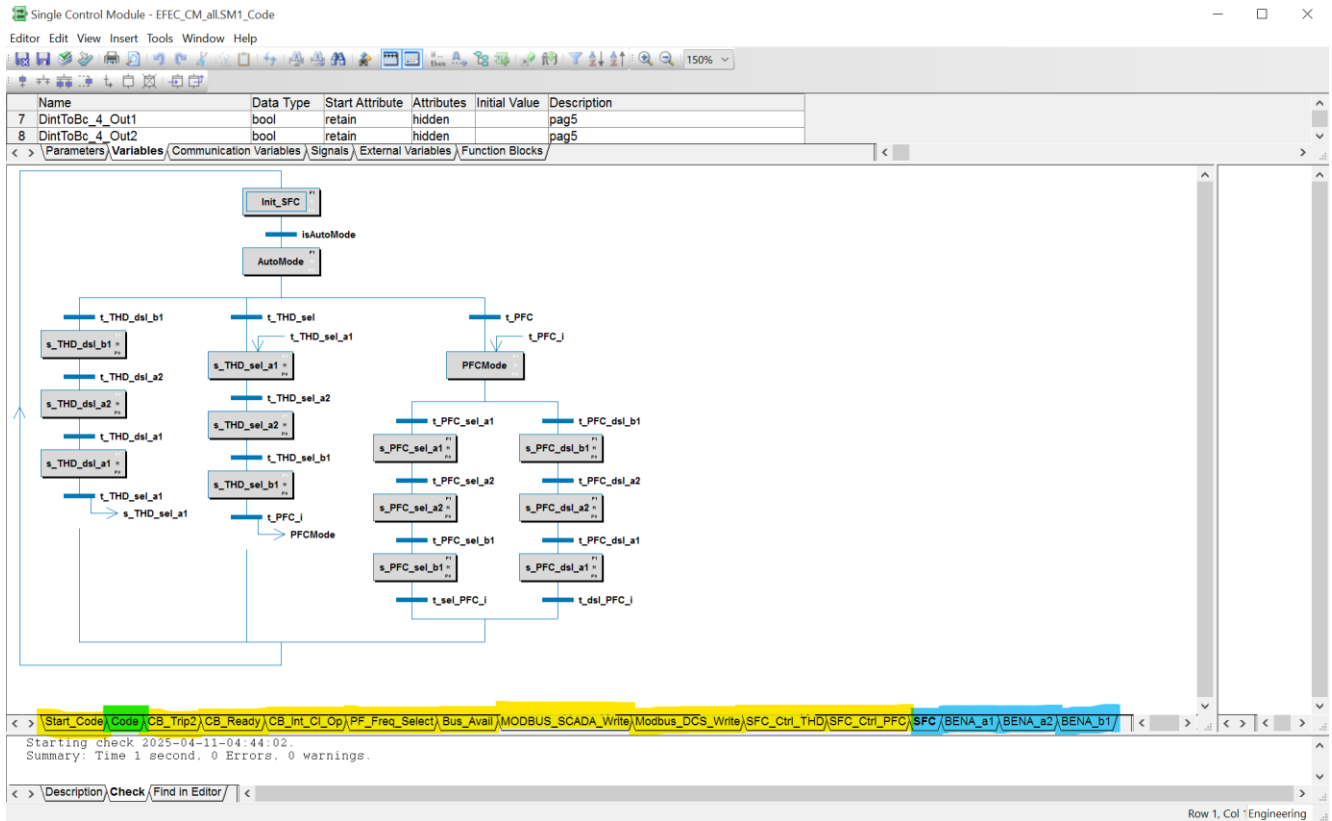 Single Control Module - EFEC_CM_all.SM1_Code
Editor Edit View Insert Tools Window Help
150%
Name Data Type Start Attribute Attributes Initial Value Description
7 DintToBc_4_Out1 bool retain hidden pag5
8 DintToBc_4_Out2 bool retain hidden pag5
Parameters Variables Communication Variables Signals External Variables Function Blocks
Init_SFC
isAutoMode
AutoMode
t_THD_dsl_b1 t_THD_sel t_PFC
t_THD_sel_a1 t_PFC_i
s_THD_dsl_b1 s_THD_sel_a1 PFCMode
t_THD_dsl_a2 t_THD_sel_a2
s_THD_dsl_a2 s_THD_sel_a2
t_PFC_sel_a1 t_PFC_dsl_b1
t_THD_dsl_a1 s_PFC_sel_a1 s_PFC_dsl_b1
s_THD_dsl_a1 t_THD_sel_b1
t_PFC_sel_a2 t_PFC_dsl_a2
s_THD_sel_b1
t_THD_sel_a1 s_PFC_sel_a2 s_PFC_dsl_a2
s_THD_sel_a1 t_PFC_i
PFCMode t_PFC_sel_b1 t_PFC_dsl_a1
s_PFC_sel_b1 s_PFC_dsl_a1
t_sel_PFC_i t_dsl_PFC_i
Start_Code Code CB_Trip2 CB_Ready CB_Int_Cl_Op PF_Freq_Select Bus_Avail MODBUS_SCADA_Write Modbus_DCS_Write SFC_Ctrl_THD SFC_Ctrl_PFC SFC BENA_a1 BENA_a2 BENA_b1
Starting check 2025-04-11-04:44:02.
Summary: Time 1 second. 0 Errors. 0 warnings.
Description Check Find in Editor
Row 1, Col Engineering